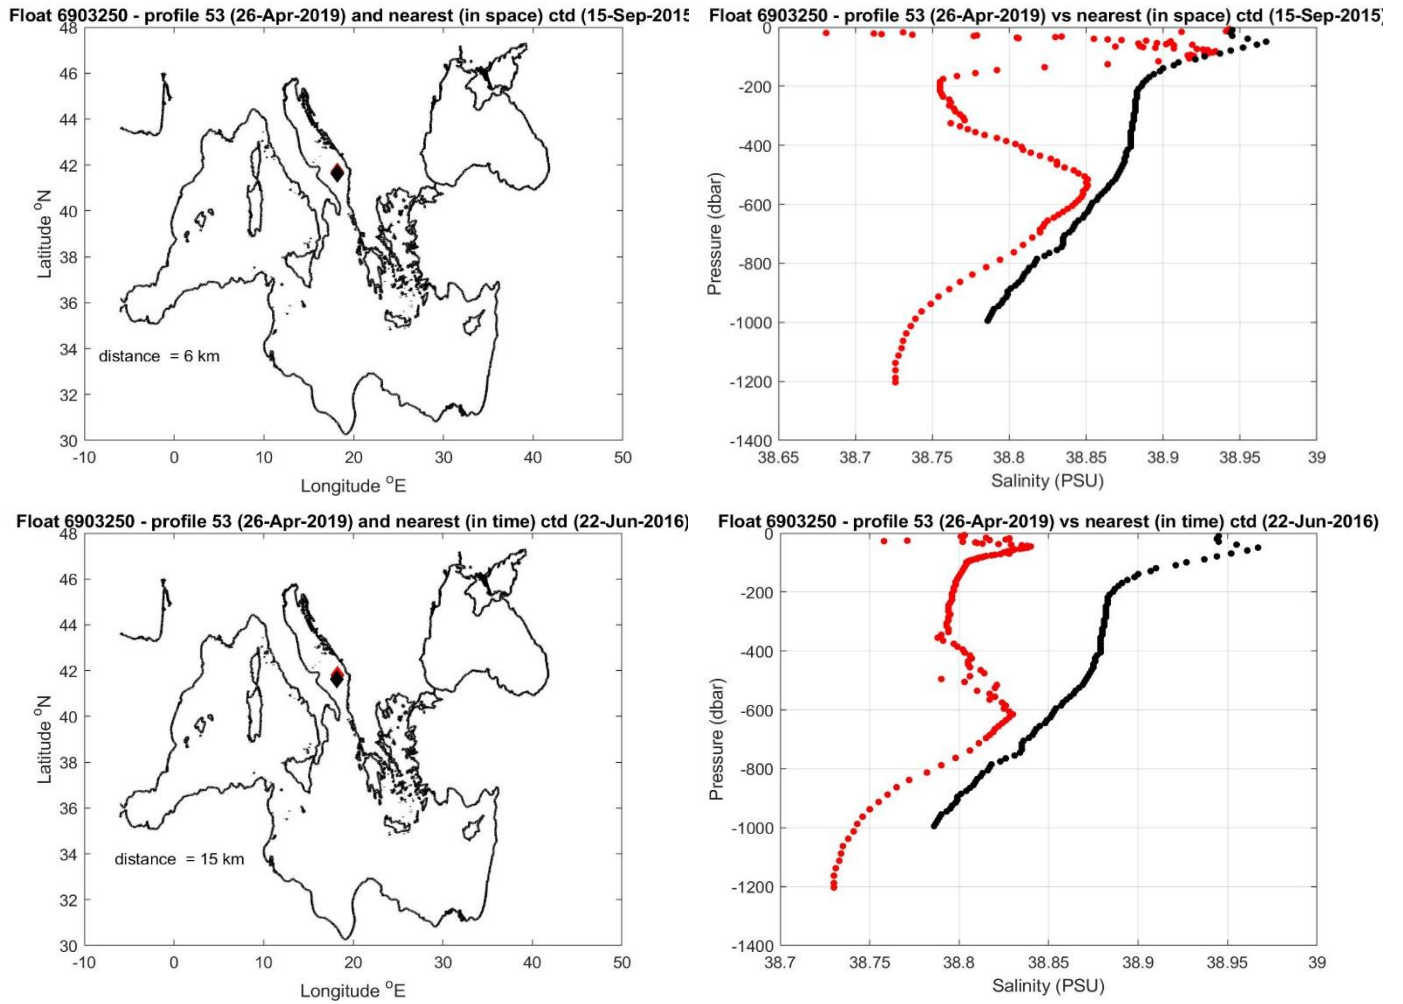 Float 6903250 - profile 53 (26-Apr-2019) and nearest (in space) ctd (15-Sep-2015
48
46
44
42
40
38
36
34
32
30
Latitude °N
distance = 6 km
-10 0 10 20 30 40 50
Longitude °E
Float 6903250 - profile 53 (26-Apr-2019) vs nearest (in space) ctd (15-Sep-2015)
0
-200
-400
-600
-800
-1000
-1200
-1400
Pressure (dbar)
38.65 38.7 38.75 38.8 38.85 38.9 38.95 39
Salinity (PSU)
Float 6903250 - profile 53 (26-Apr-2019) and nearest (in time) ctd (22-Jun-2016)
48
46
44
42
40
38
36
34
32
30
Latitude °N
distance = 15 km
-10 0 10 20 30 40 50
Longitude °E
Float 6903250 - profile 53 (26-Apr-2019) vs nearest (in time) ctd (22-Jun-2016)
0
-200
-400
-600
-800
-1000
-1200
-1400
Pressure (dbar)
38.7 38.75 38.8 38.85 38.9 38.95 39
Salinity (PSU)